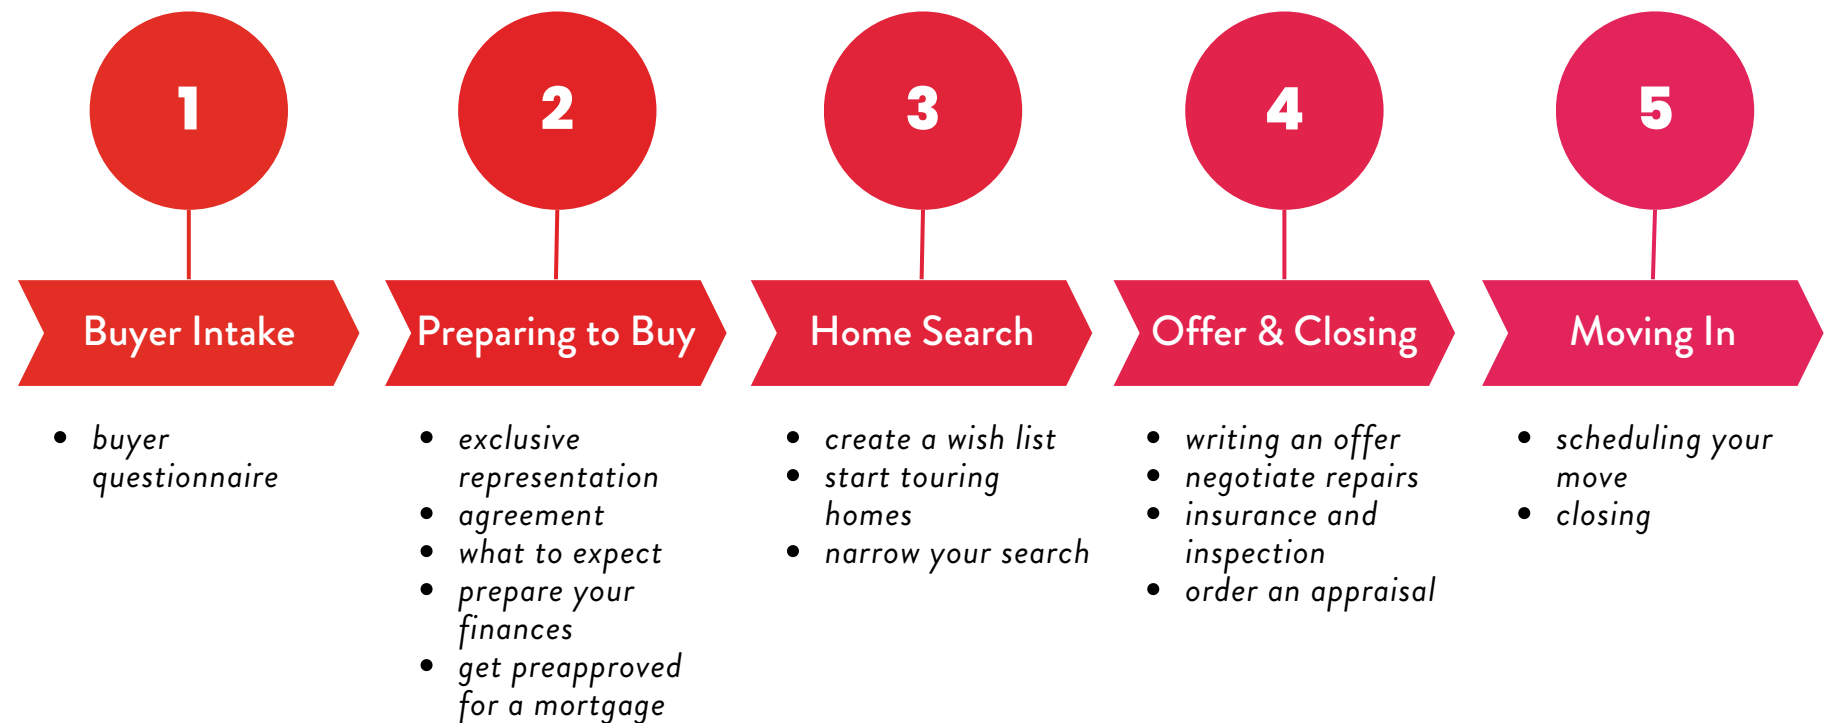 1
Buyer Intake
• buyer
questionnaire
2
Preparing to Buy
• exclusive
representation
• agreement
• what to expect
• prepare your
finances
• get preapproved
for a mortgage
3
Home Search
• create a wish list
• start touring
homes
• narrow your search
4
Offer & Closing
• writing an offer
• negotiate repairs
• insurance and
inspection
• order an appraisal
5
Moving In
• scheduling your
move
• closing